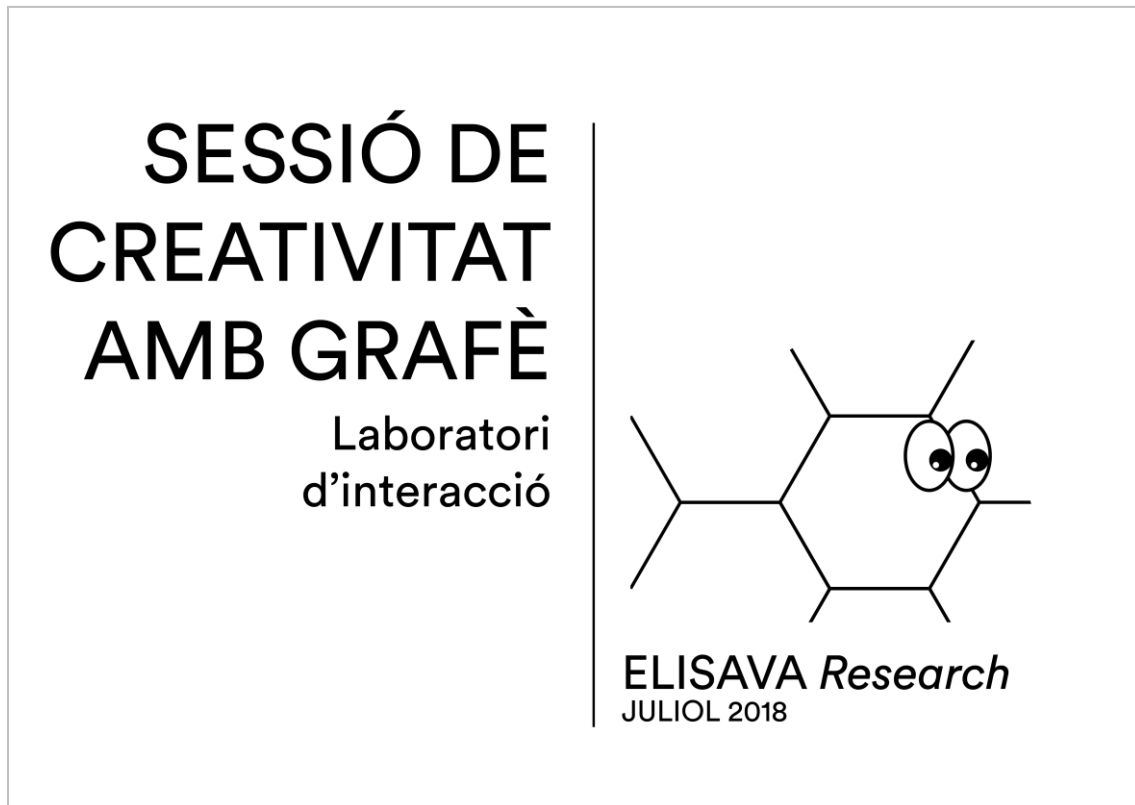 SESSIÓ DE
CREATIVITAT
AMB GRAFÈ
Laboratori
d’interacció
ELISAVA Research
JULIOL 2018